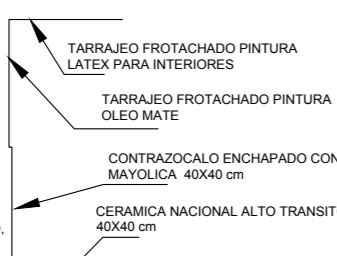 TARRAJEO FROTACHADO PINTURA
LATEX PARA INTERIORES
TARRAJEO FROTACHADO PINTURA
OLEO MATE
CONTRAZOCALO ENCHAPADO CON
MAYOLICA 40X40 cm
CERAMICA NACIONAL ALTO
40X40 cm